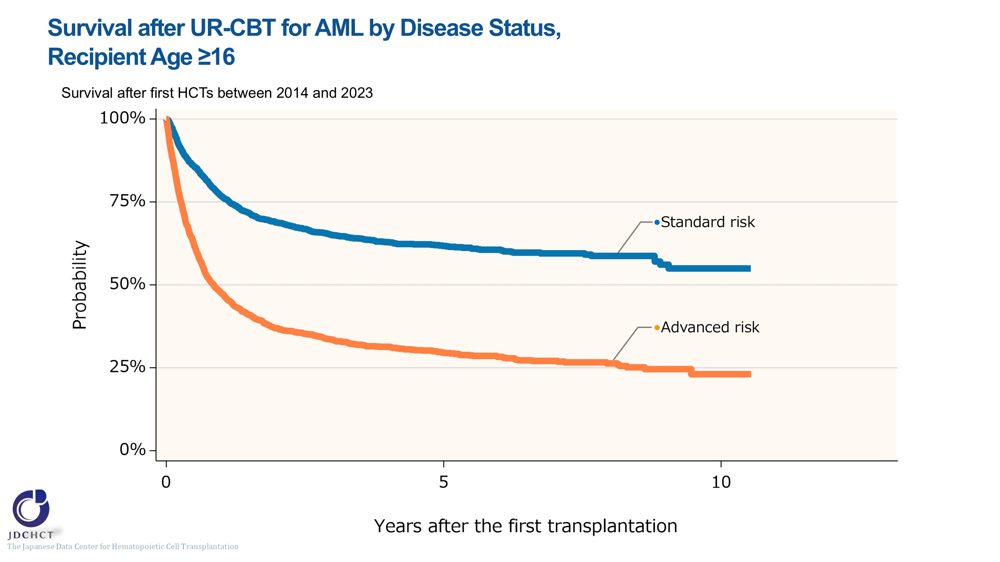 Survival after UR-CBT for AML by Disease Status,
Recipient Age ≥16
Survival after first HCTs between 2014 and 2023
100%
75%
50%
25%
0%
Probability
Standard risk
Advanced risk
0
5
10
Years after the first transplantation
JDCHCT
The Japanese Data Center for Hematopoietic Cell Transplantation